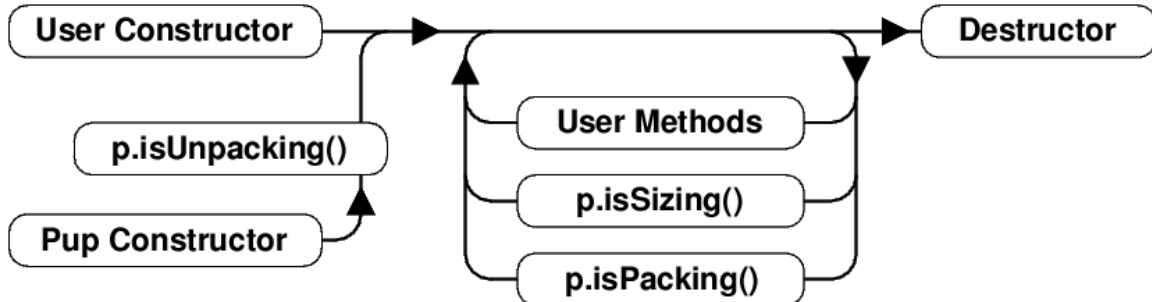 User Constructor
Destructor
User Methods
p.isUnpacking()
p.isSizing()
Pup Constructor
p.isPacking()